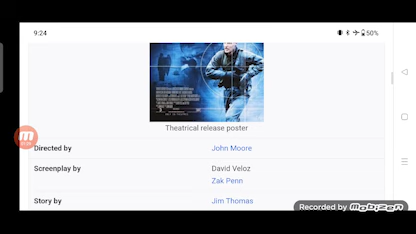 9:24
50%
Theatrical release poster
Directed by
John Moore
Screenplay by
David Veloz
Zak Penn
Story by
Jim Thomas
Recorded by Mobizen